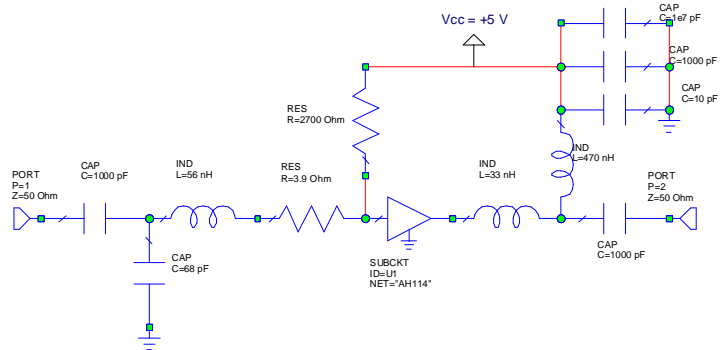 CAP
C=1e7 pF
Vcc = +5 V
CAP
C=1000 pF
CAP
C=10 pF
RES
R=2700 Ohm
IND
L=470 nH
PORT
P=1
Z=50 Ohm
CAP
C=1000 pF
IND
L=56 nH
RES
R=3.9 Ohm
IND
L=33 nH
PORT
P=2
Z=50 Ohm
CAP
C=68 pF
SUBCKT
ID=U1
NET="AH114"
CAP
C=1000 pF